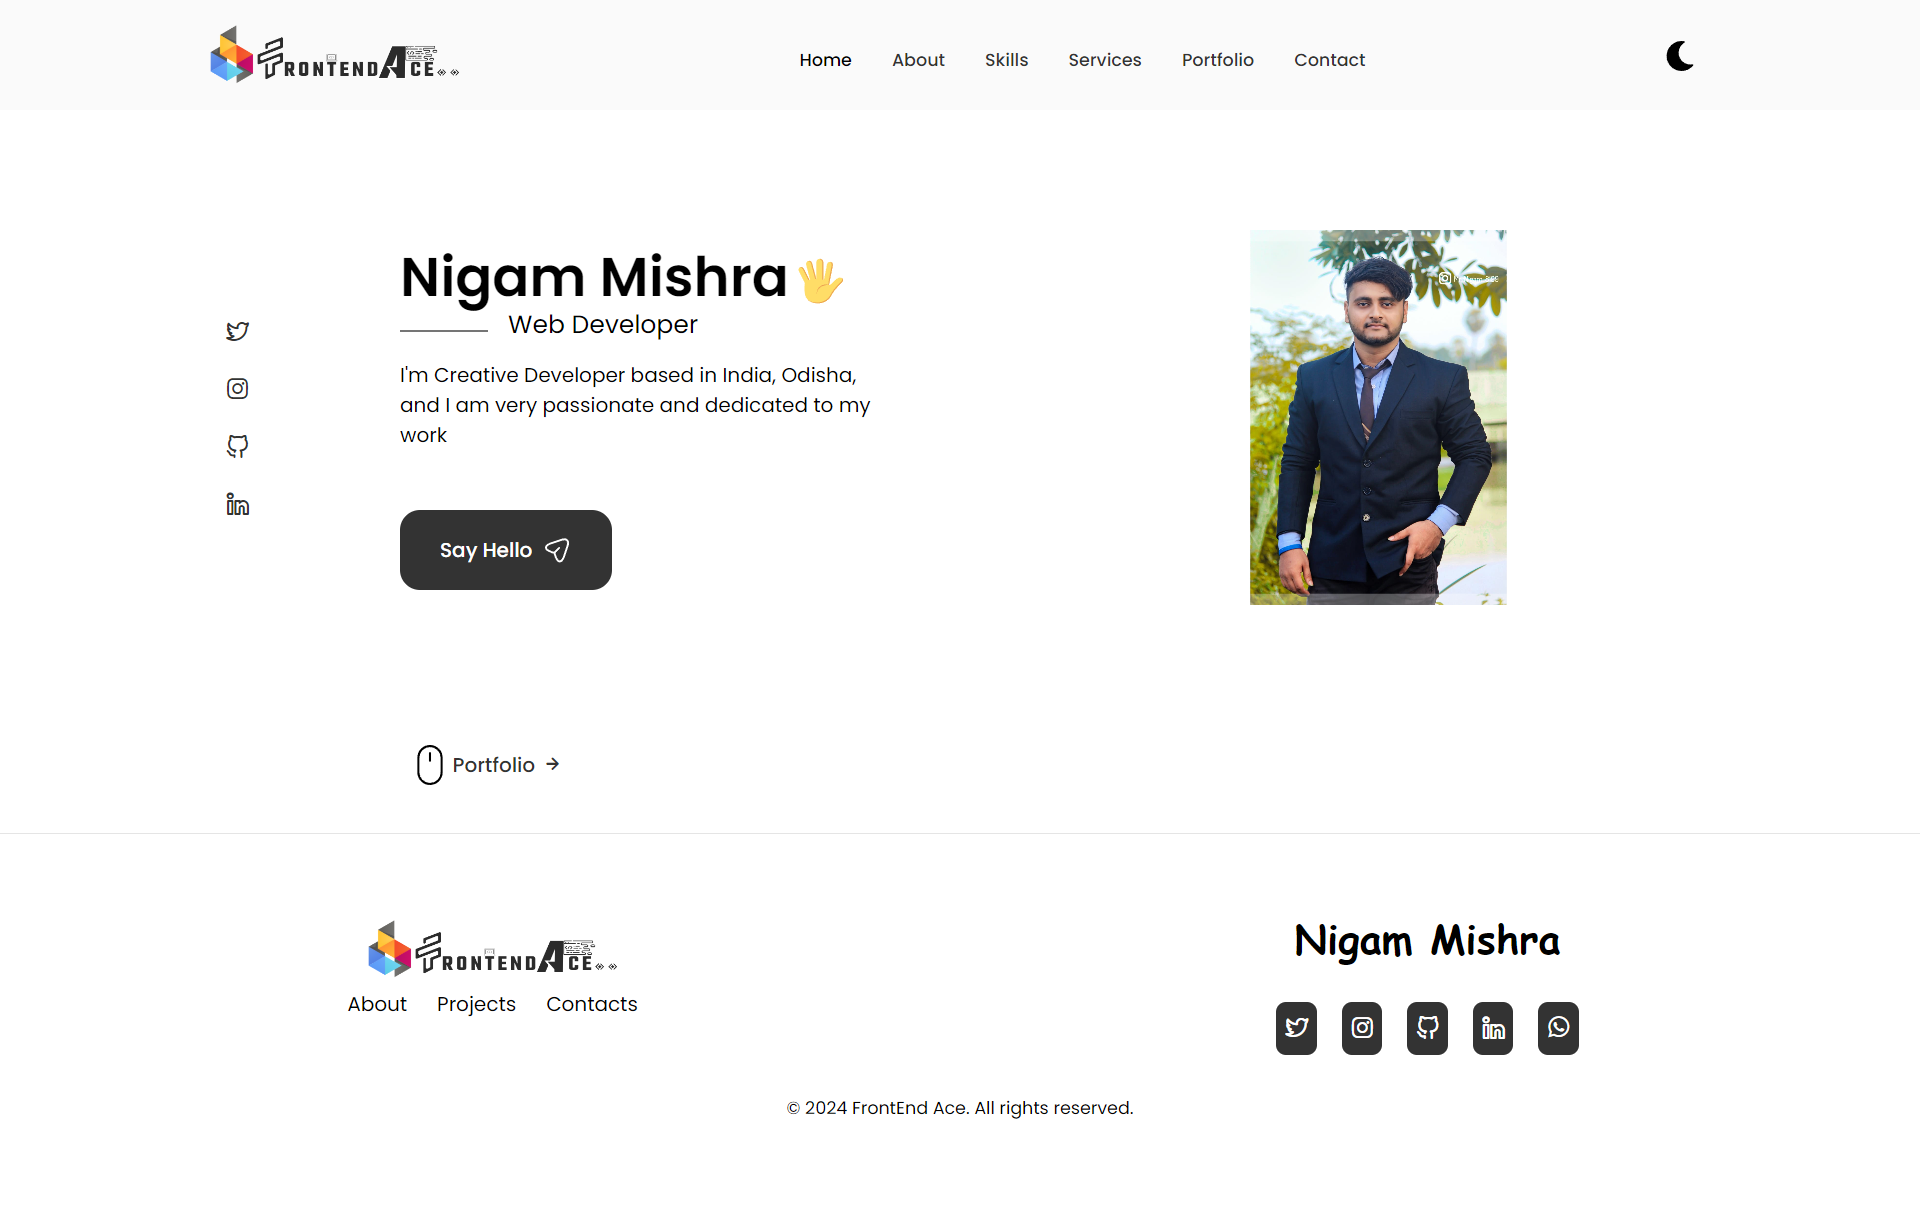 FRONTENDACE
Home About Skills Services Portfolio Contact
Nigam Mishra
Web Developer
I'm Creative Developer based in India, Odisha,
and I am very passionate and dedicated to my
work
Say Hello
Portfolio
FRONTENDACE
About Projects Contacts
Nigam Mishra
© 2024 FrontEnd Ace. All rights reserved.